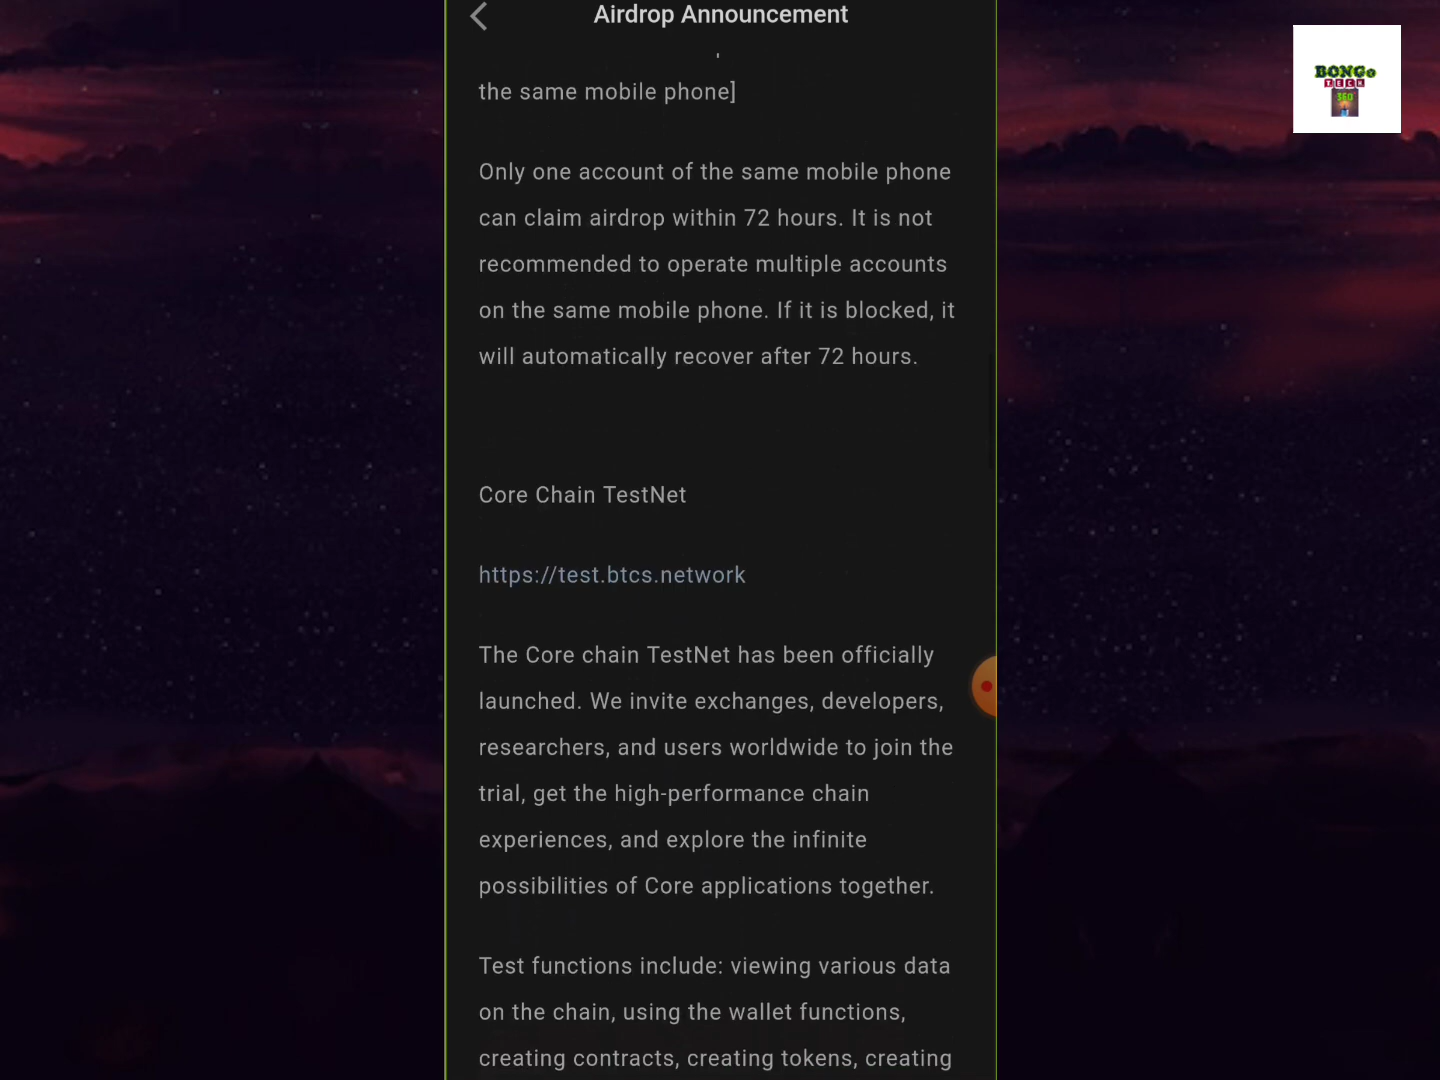 Airdrop Announcement
the same mobile phone]
Only one account of the same mobile phone
can claim airdrop within 72 hours. It is not
recommended to operate multiple accounts
on the same mobile phone. If it is blocked, it
will automatically recover after 72 hours.
Core Chain TestNet
https://test.btcs.network
The Core chain TestNet has been officially
launched. We invite exchanges, developers,
researchers, and users worldwide to join the
trial, get the high-performance chain
experiences, and explore the infinite
possibilities of Core applications together.
Test functions include: viewing various data
on the chain, using the wallet functions,
creating contracts, creating tokens, creating
BONGo
TECK
360